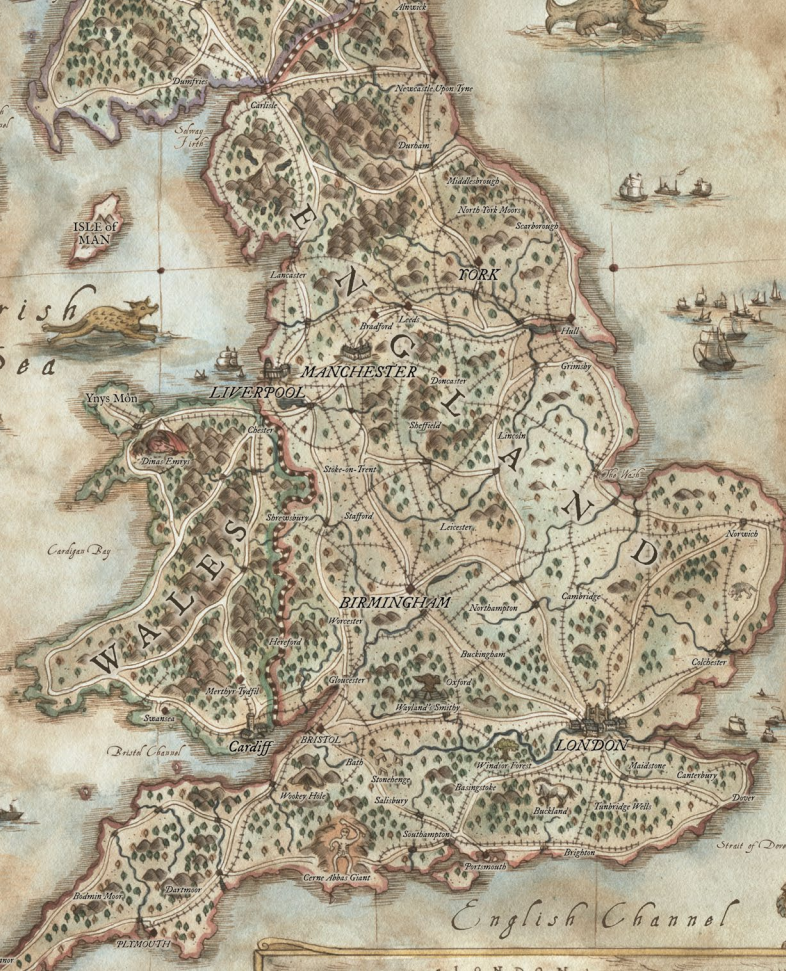 Alnwick
Dumfries
Newcastle Upon Tyne
Carlisle
Solway
Firth
Durham
Middlesbrough
North York Moors
Scarborough
ISLE of
MAN
YORK
Lancaster
rish
Sea
Bradford
Leeds
Hull
MANCHESTER
Grimsby
LIVERPOOL
Doncaster
Ynys Môn
Chester
Sheffield
Lincoln
Dinas Emrys
Stoke-on-Trent
The Wash
ENGLAND
Shrewsbury
Stafford
Leicester
Norwich
Cardigan Bay
WALES
BIRMINGHAM
Northampton
Cambridge
Worcester
Hereford
Buckingham
Colchester
Merthyr Tydfil
Gloucester
Oxford
Wayland's Smithy
Swansea
Cardiff
BRISTOL
LONDON
Bristol Channel
Bath
Windsor Forest
Maidstone
Stonehenge
Canterbury
Wookey Hole
Basingstoke
Salisbury
Buckland
Tunbridge Wells
Dover
Southampton
Brighton
Portsmouth
Strait of Dove
Cerne Abbas Giant
Bodmin Moor
Dartmoor
English Channel
PLYMOUTH